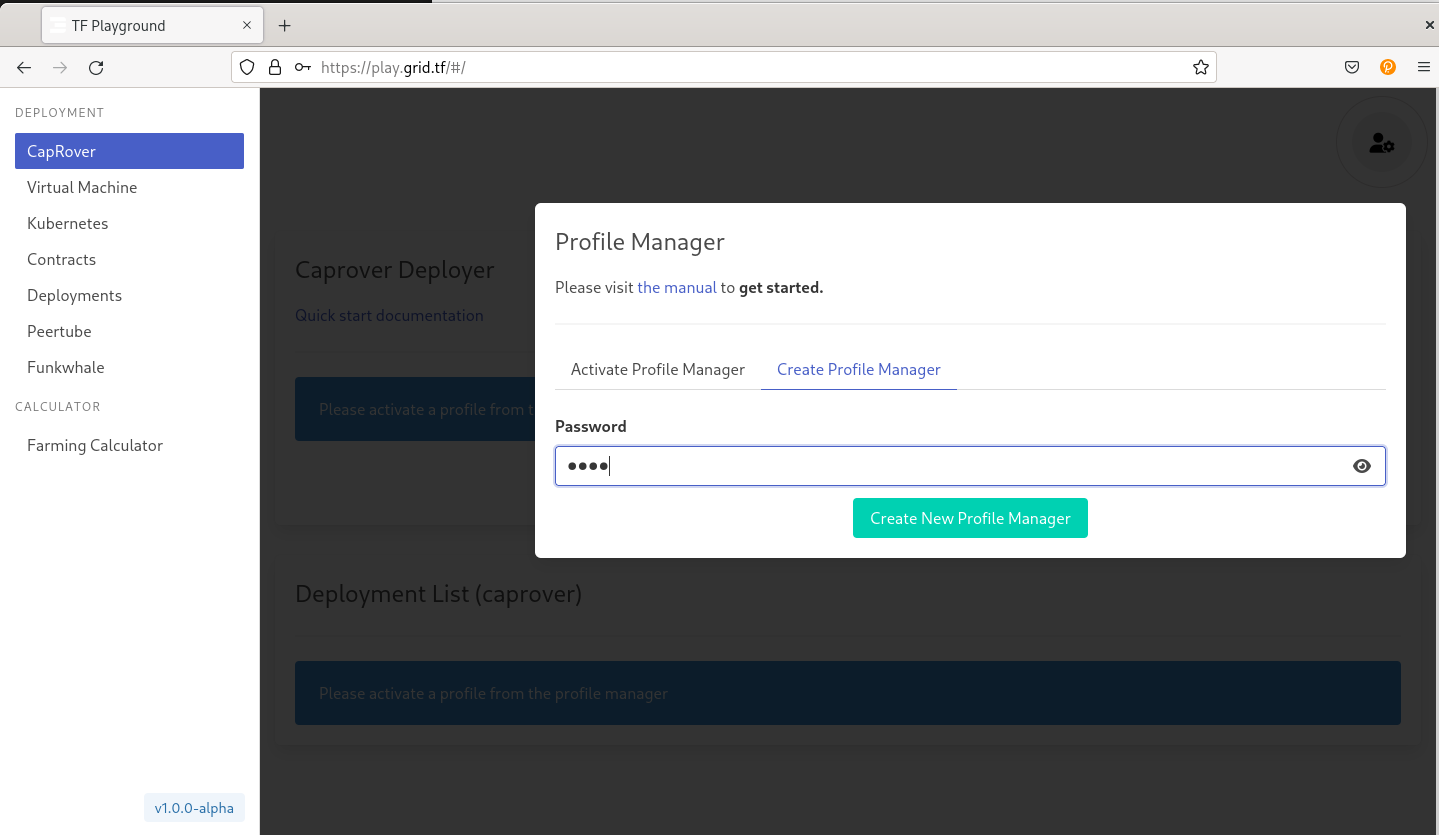 TF Playground
https://play.grid.tf/#/
DEPLOYMENT
CapRover
Virtual Machine
Kubernetes
Contracts
Deployments
Peertube
Funkwhale
CALCULATOR
Farming Calculator
v1.0.0-alpha
Caprover Deployer
Quick start documentation
Please activate a profile from t
Profile Manager
Please visit the manual to get started.
Activate Profile Manager Create Profile Manager
Password
●●●●
Create New Profile Manager
Deployment List (caprover)
Please activate a profile from the profile manager